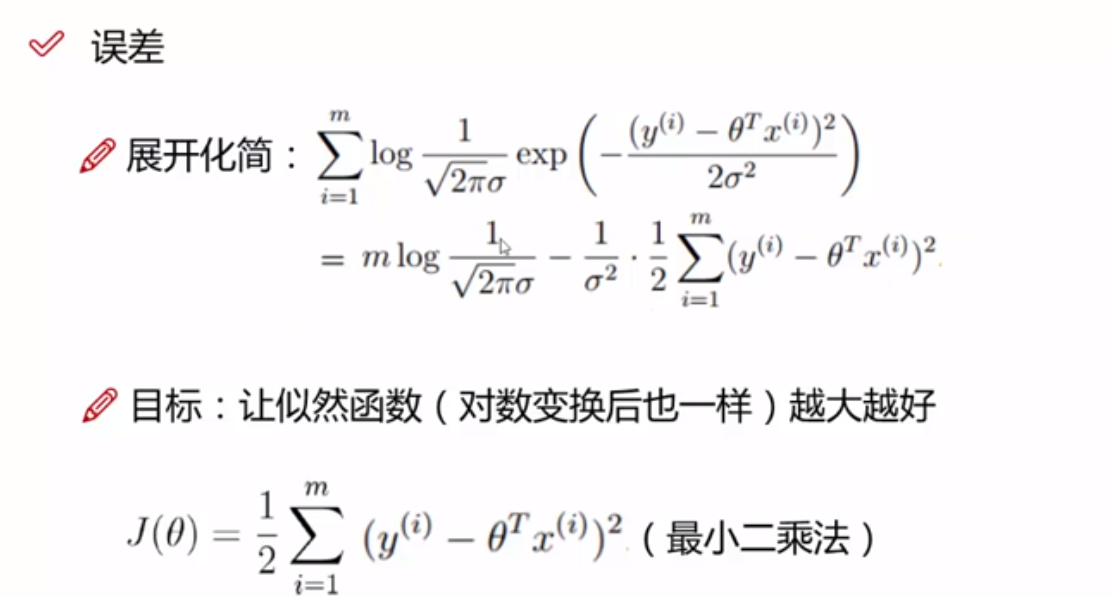 误差
展开化简：$\sum_{i=1}^{m} \log \frac{1}{\sqrt{2\pi}\sigma} \exp\left(-\frac{(y^{(i)} - \theta^T x^{(i)})^2}{2\sigma^2}\right)$
$= m \log \frac{1}{\sqrt{2\pi}\sigma} - \frac{1}{\sigma^2} \cdot \frac{1}{2} \sum_{i=1}^{m} (y^{(i)} - \theta^T x^{(i)})^2.$
目标：让似然函数（对数变换后也一样）越大越好
$J(\theta) = \frac{1}{2} \sum_{i=1}^{m} (y^{(i)} - \theta^T x^{(i)})^2$（最小二乘法）